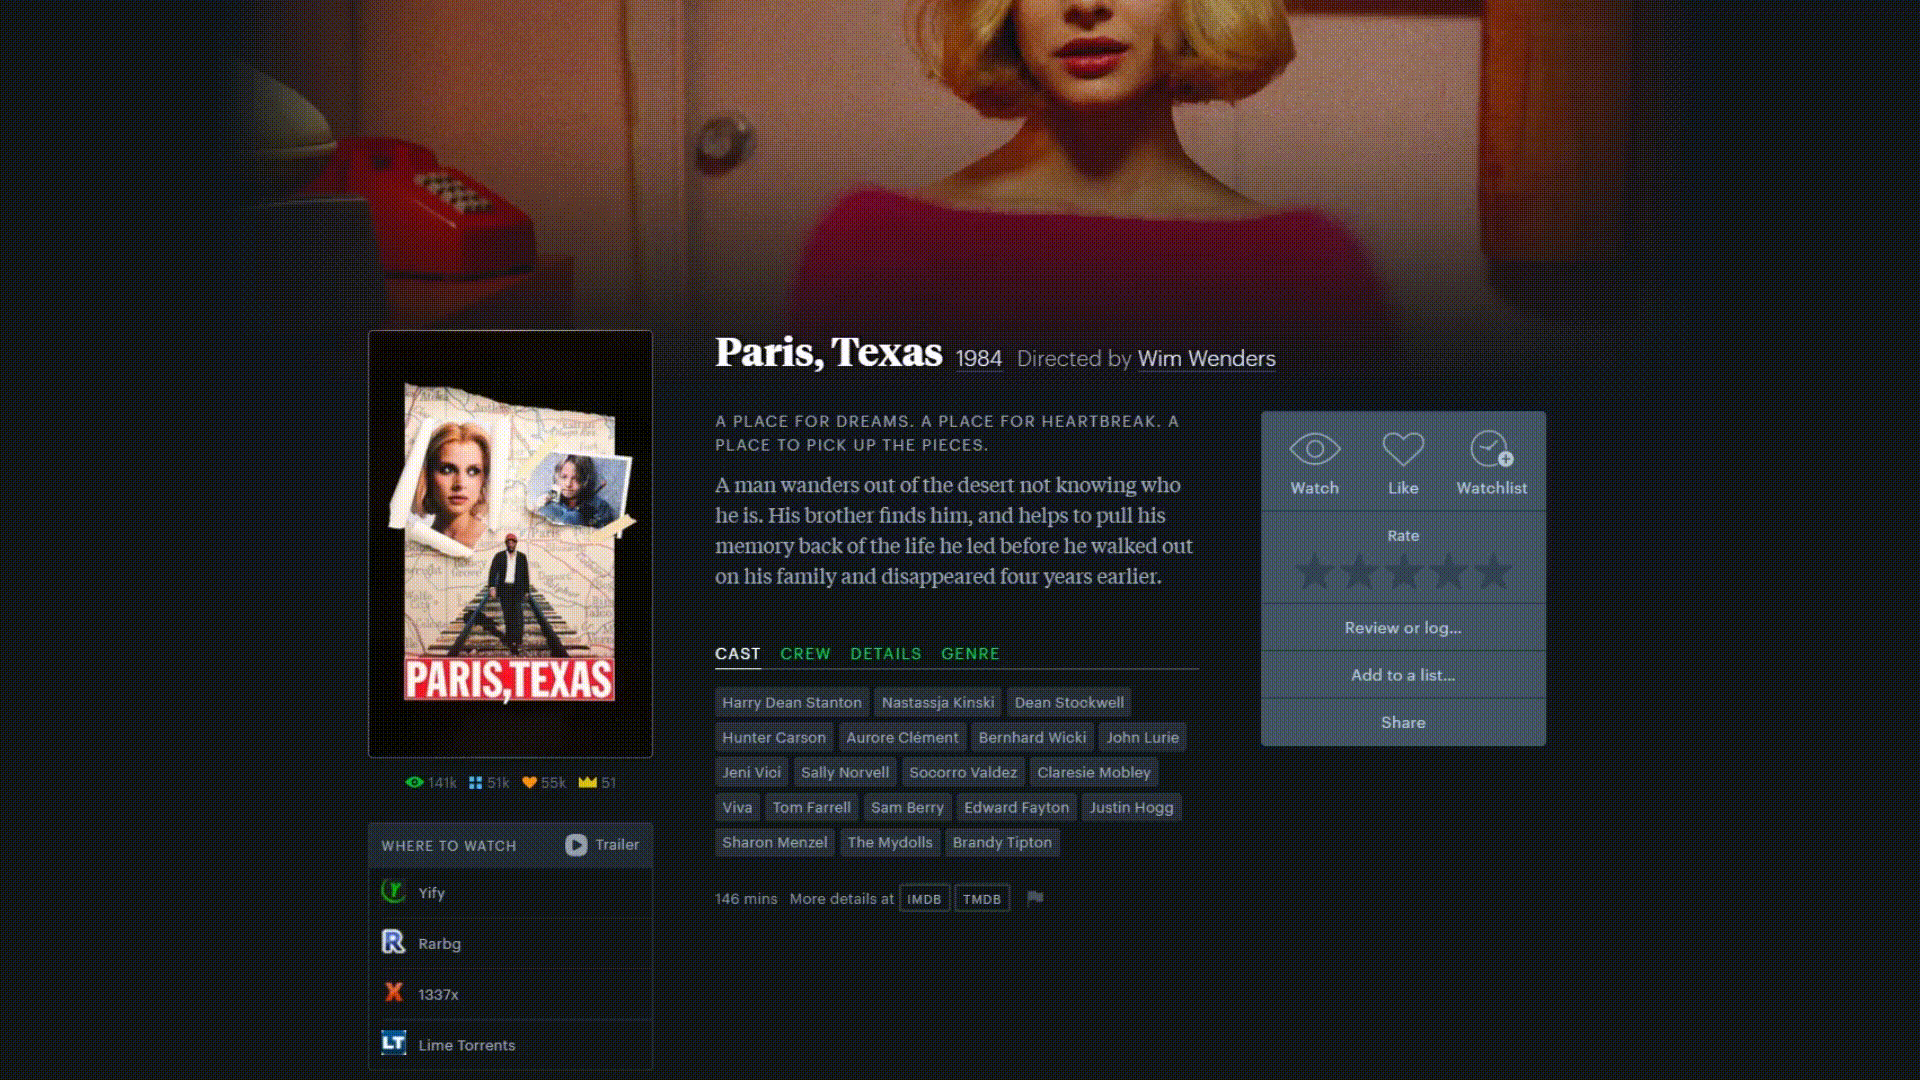 Paris, Texas 1984 Directed by Wim Wenders
A PLACE FOR DREAMS. A PLACE FOR HEARTBREAK. A
PLACE TO PICK UP THE PIECES.
A man wanders out of the desert not knowing who
he is. His brother finds him, and helps to pull his
memory back of the life he led before he walked out
on his family and disappeared four years earlier.
CAST CREW DETAILS GENRE
Harry Dean Stanton Nastassja Kinski Dean Stockwell
Hunter Carson Aurore Clément Bernhard Wicki John Lurie
Jeni Vici Sally Norvell Socorro Valdez Claresie Mobley
Viva Tom Farrell Sam Berry Edward Fayton Justin Hogg
Sharon Menzel The Mydolls Brandy Tipton
146 mins More details at IMDB TMDB
Watch Like Watchlist
Rate
Review or log...
Add to a list...
Share
PARIS,TEXAS
141k 51k 55k 51
WHERE TO WATCH Trailer
Yify
Rarbg
1337x
LT Lime Torrents